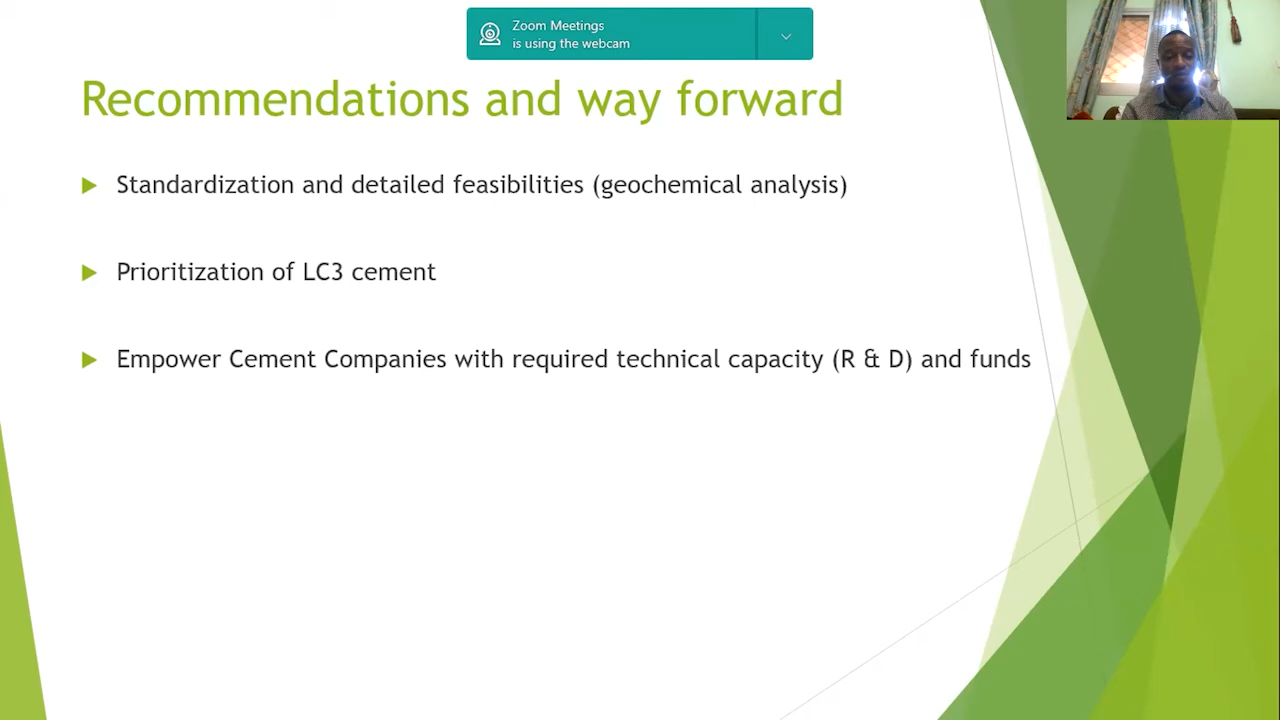 Zoom Meetings
is using the webcam
Recommendations and way forward
Standardization and detailed feasibilities (geochemical analysis)
Prioritization of LC3 cement
Empower Cement Companies with required technical capacity (R & D) and funds